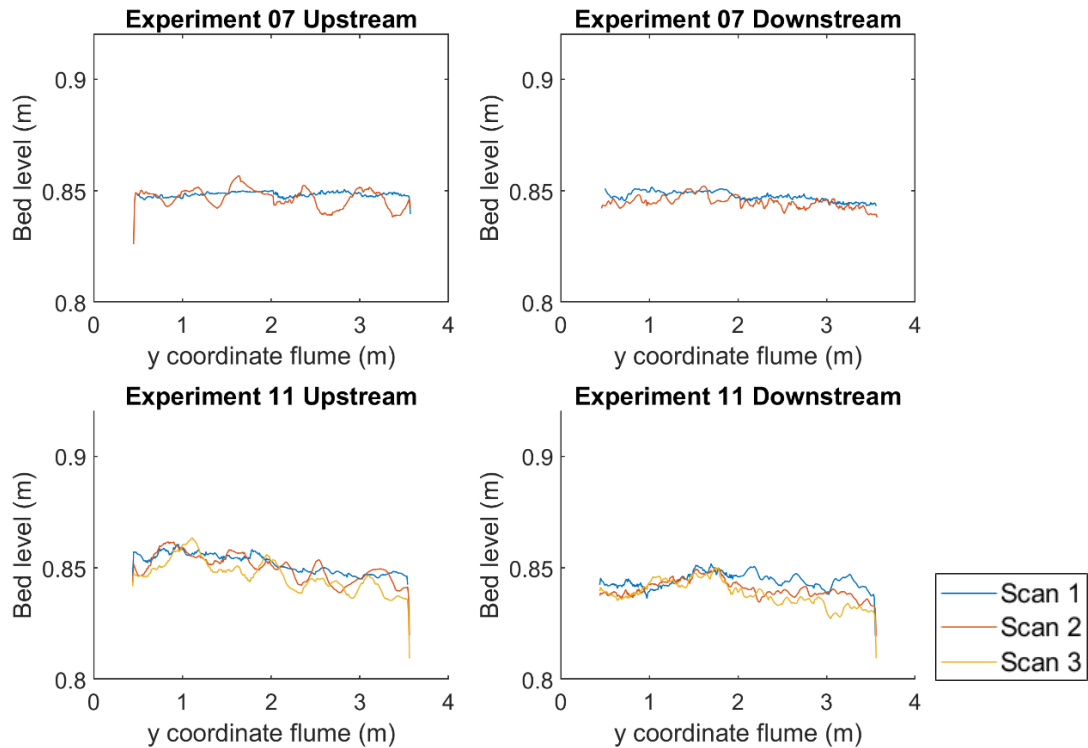 Experiment 07 Upstream
Bed level (m)
0.9
0.85
0.8
0 1 2 3 4
y coordinate flume (m)
Experiment 07 Downstream
Bed level (m)
0.9
0.85
0.8
0 1 2 3 4
y coordinate flume (m)
Experiment 11 Upstream
Bed level (m)
0.9
0.85
0.8
0 1 2 3 4
y coordinate flume (m)
Experiment 11 Downstream
Bed level (m)
0.9
0.85
0.8
0 1 2 3 4
y coordinate flume (m)
Scan 1
Scan 2
Scan 3